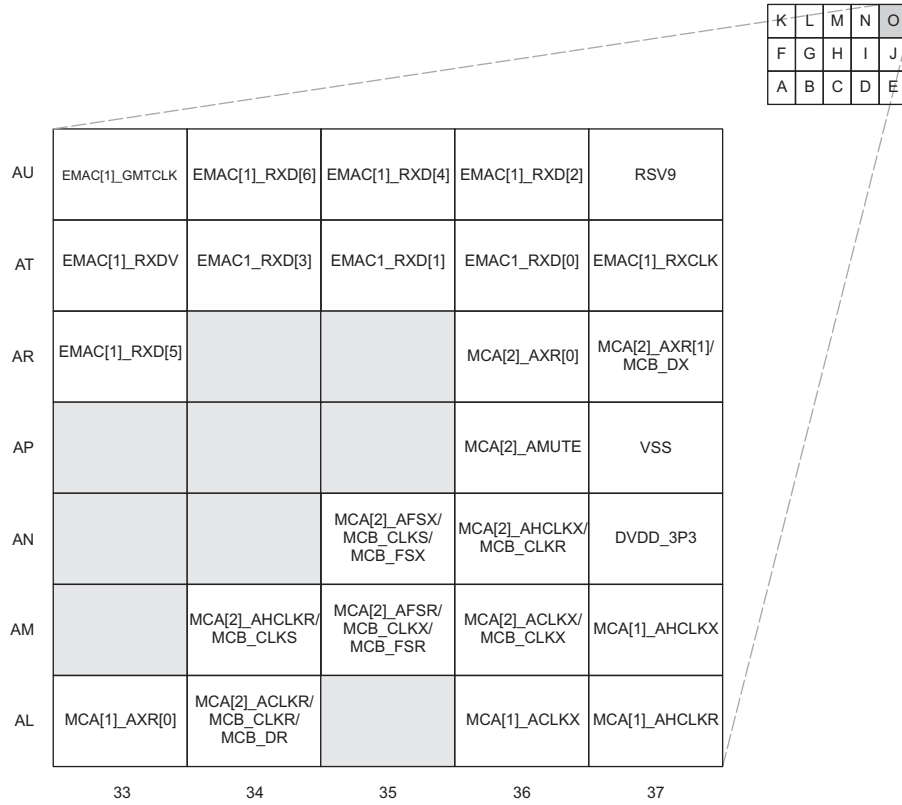 K L M N O
F G H I J
A B C D E
AU EMAC[1]_GMTCLK EMAC[1]_RXD[6] EMAC[1]_RXD[4] EMAC[1]_RXD[2] RSV9
AT EMAC[1]_RXDV EMAC1_RXD[3] EMAC1_RXD[1] EMAC1_RXD[0] EMAC[1]_RXCLK
AR EMAC[1]_RXD[5] MCA[2]_AXR[0] MCA[2]_AXR[1]/
MCB_DX
AP MCA[2]_AMUTE VSS
AN MCA[2]_AFSX/
MCB_CLKS/
MCB_FSX
MCA[2]_AHCLKX/
MCB_CLKR
DVDD_3P3
AM MCA[2]_AHCLKR/
MCB_CLKS
MCA[2]_AFSR/
MCB_CLKX/
MCB_FSR
MCA[2]_ACLKX/
MCB_CLKX
MCA[1]_AHCLKX
AL MCA[1]_AXR[0]
MCA[2]_ACLKR/
MCB_CLKR/
MCB_DR
MCA[1]_ACLKX MCA[1]_AHCLKR
33 34 35 36 37